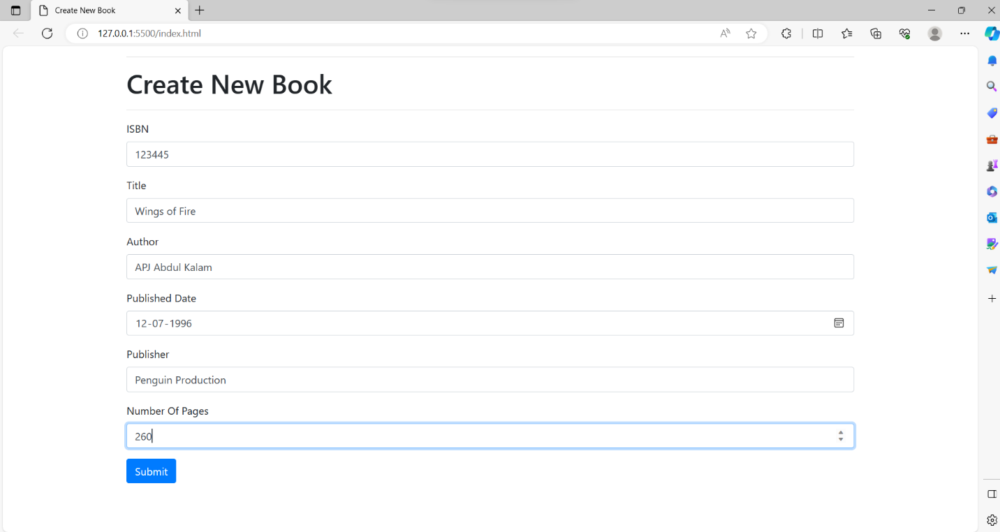 Create New Book
127.0.0.1:5500/index.html
Create New Book
ISBN
123445
Title
Wings of Fire
Author
APJ Abdul Kalam
Published Date
12-07-1996
Publisher
Penguin Production
Number Of Pages
260
Submit